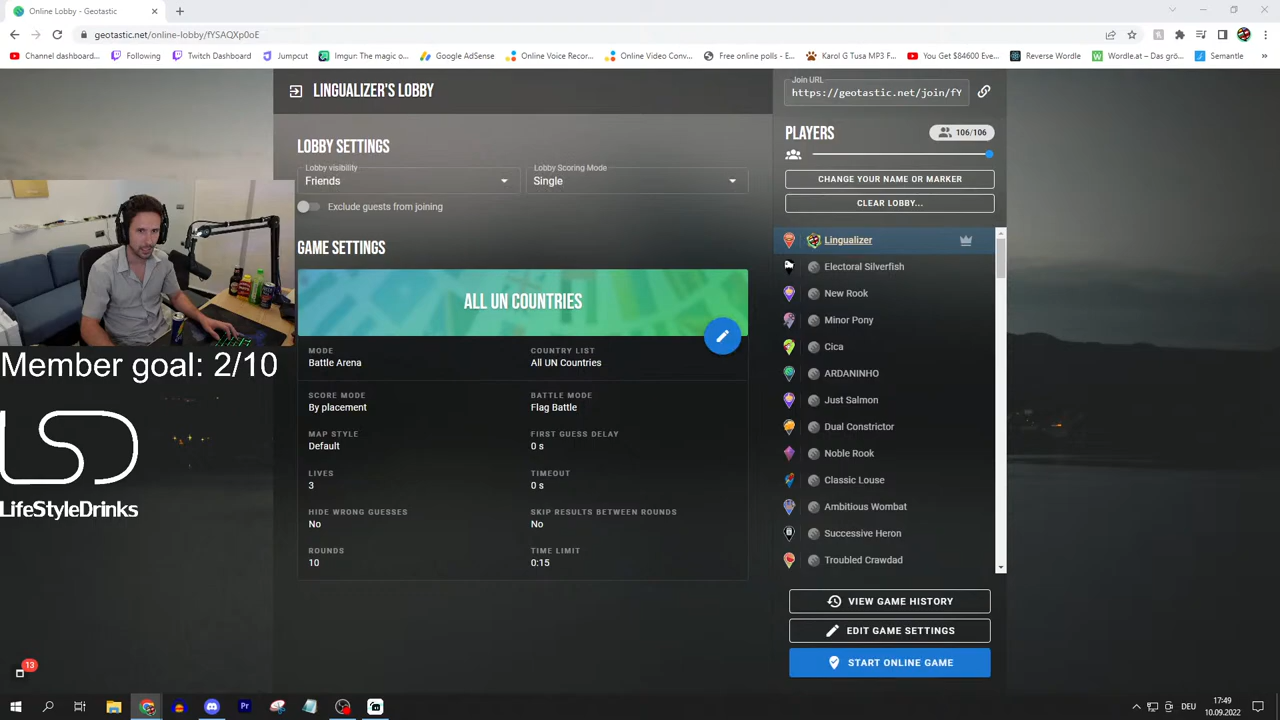 Online Lobby - Geotastic
geotastic.net/online-lobby/fYSAQXp0oE
Channel dashboard...
Following
Twitch Dashboard
Jumpcut
Imgur: The magic o...
Google AdSense
Online Voice Recor...
Online Video Conv...
Free online polls - E...
Karol G Tusa MP3 F...
You Get $84600 Eve...
Reverse Wordle
Wordle.at – Das grö...
Semantle
LINGUALIZER'S LOBBY
LOBBY SETTINGS
Lobby visibility
Friends
Lobby Scoring Mode
Single
Exclude guests from joining
GAME SETTINGS
ALL UN COUNTRIES
MODE
Battle Arena
COUNTRY LIST
All UN Countries
SCORE MODE
By placement
BATTLE MODE
Flag Battle
MAP STYLE
Default
FIRST GUESS DELAY
0 s
LIVES
3
TIMEOUT
0 s
HIDE WRONG GUESSES
No
SKIP RESULTS BETWEEN ROUNDS
No
ROUNDS
10
TIME LIMIT
0:15
Join URL
https://geotastic.net/join/fY
PLAYERS
106/106
CHANGE YOUR NAME OR MARKER
CLEAR LOBBY...
Lingualizer
Electoral Silverfish
New Rook
Minor Pony
Cica
ARDANINHO
Just Salmon
Dual Constrictor
Noble Rook
Classic Louse
Ambitious Wombat
Successive Heron
Troubled Crawdad
VIEW GAME HISTORY
EDIT GAME SETTINGS
START ONLINE GAME
Member goal: 2/10
LSD
LifeStyleDrinks
13
Pr
DEU
17:49
10.09.2022